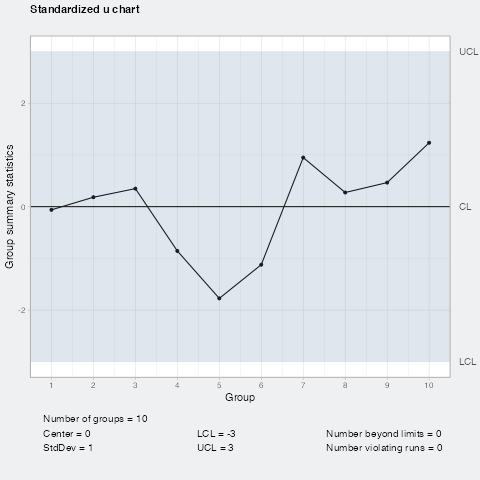 Standardized u chart
UCL
2
Group summary statistics
0
CL
-2
LCL
1 2 3 4 5 6 7 8 9 10
Group
Number of groups = 10
Center = 0 LCL = -3 Number beyond limits = 0
StdDev = 1 UCL = 3 Number violating runs = 0